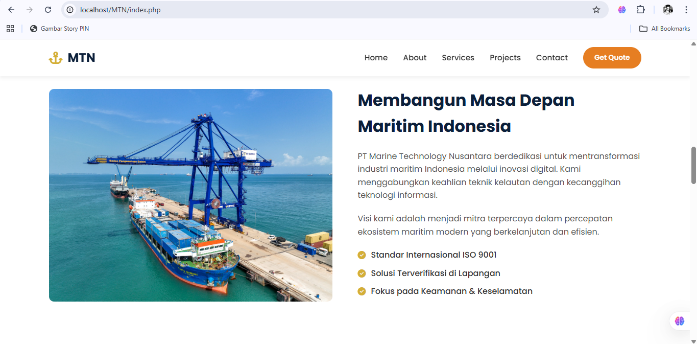 localhost/MTN/index.php
Gambar Story PIN
All Bookmarks
MTN
Home
About
Services
Projects
Contact
Get Quote
Membangun Masa Depan
Maritim Indonesia
PT Marine Technology Nusantara berdedikasi untuk mentransformasi
industri maritim Indonesia melalui inovasi digital. Kami
menggabungkan keahlian teknik kelautan dengan kecanggihan
teknologi informasi.
Visi kami adalah menjadi mitra terpercaya dalam percepatan
ekosistem maritim modern yang berkelanjutan dan efisien.
Standar Internasional ISO 9001
Solusi Terverifikasi di Lapangan
Fokus pada Keamanan & Keselamatan